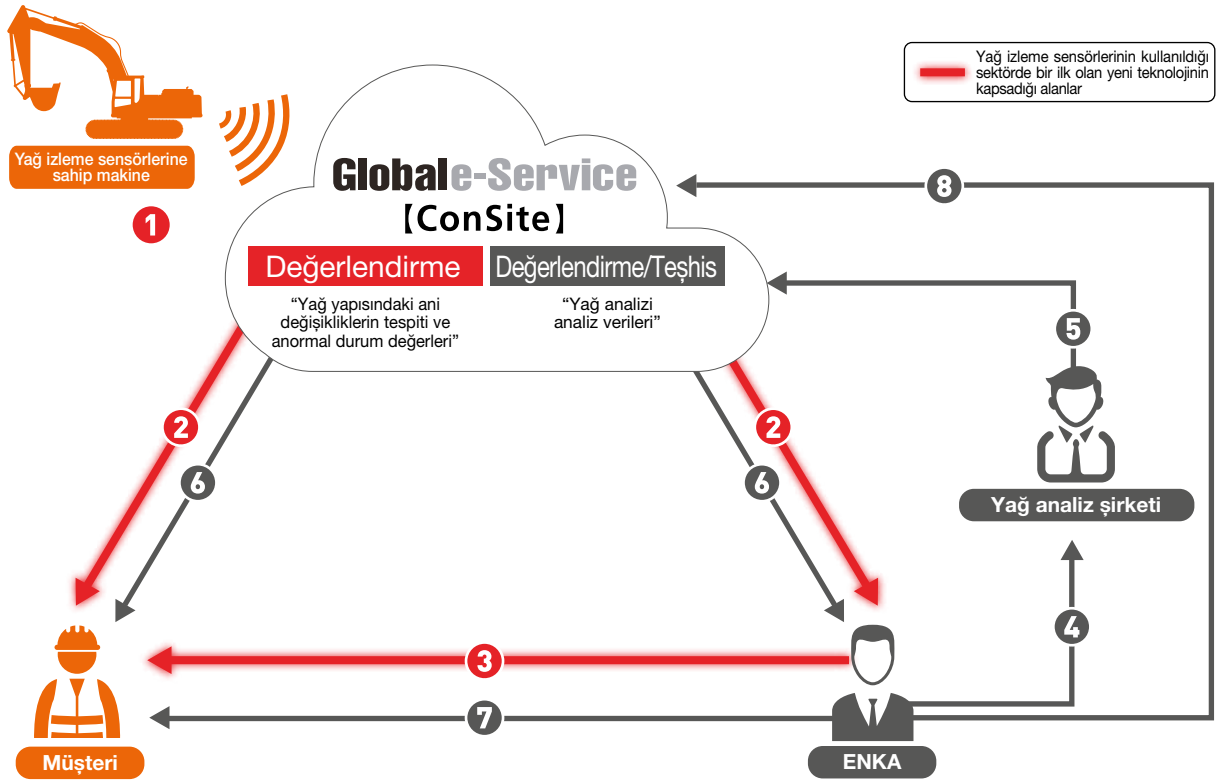 Yağ izleme sensörlerinin kullanıldığı
sektörde bir ilk olan yeni teknolojinin
kapsadığı alanlar
Yağ izleme sensörlerine
sahip makine
1
Global e-Service
【ConSite】
Değerlendirme
Değerlendirme/Teşhis
“Yağ yapısındaki ani
değişikliklerin tespiti ve
anormal durum değerleri”
“Yağ analizi
analiz verileri”
8
5
2
2
6
6
Yağ analiz şirketi
4
3
7
Müşteri
ENKA